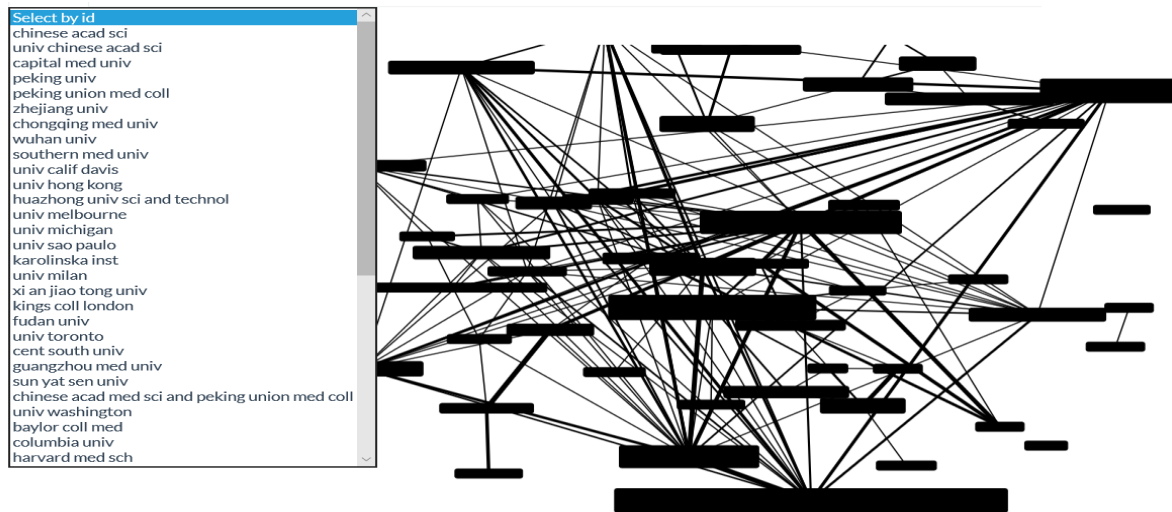 Select by id
chinese acad sci
univ chinese acad sci
capital med univ
peking univ
peking union med coll
zhejiang univ
chongqing med univ
wuhan univ
southern med univ
univ calif davis
univ hong kong
huazhong univ sci and technol
univ melbourne
univ michigan
univ sao paulo
karolinska inst
univ milan
xi an jiao tong univ
kings coll london
fudan univ
univ toronto
cent south univ
guangzhou med univ
sun yat sen univ
chinese acad med sci and peking union med coll
univ washington
baylor coll med
columbia univ
harvard med sch